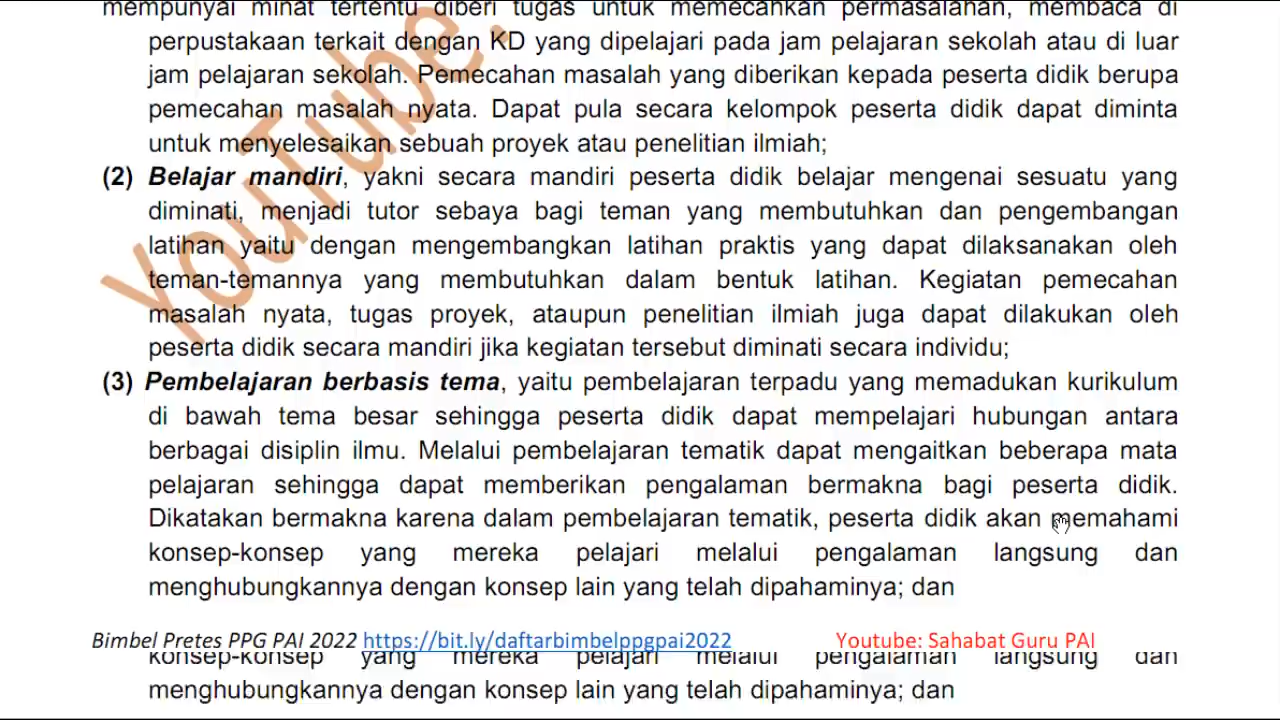 mempunyai minat tertentu diberi tugas untuk memecahkan permasalahan, membaca di
perpustakaan terkait dengan KD yang dipelajari pada jam pelajaran sekolah atau di luar
jam pelajaran sekolah. Pemecahan masalah yang diberikan kepada peserta didik berupa
pemecahan masalah nyata. Dapat pula secara kelompok peserta didik dapat diminta
untuk menyelesaikan sebuah proyek atau penelitian ilmiah;
(2) Belajar mandiri, yakni secara mandiri peserta didik belajar mengenai sesuatu yang
diminati, menjadi tutor sebaya bagi teman yang membutuhkan dan pengembangan
latihan yaitu dengan mengembangkan latihan praktis yang dapat dilaksanakan oleh
teman-temannya yang membutuhkan dalam bentuk latihan. Kegiatan pemecahan
masalah nyata, tugas proyek, ataupun penelitian ilmiah juga dapat dilakukan oleh
peserta didik secara mandiri jika kegiatan tersebut diminati secara individu;
(3) Pembelajaran berbasis tema, yaitu pembelajaran terpadu yang memadukan kurikulum
di bawah tema besar sehingga peserta didik dapat mempelajari hubungan antara
berbagai disiplin ilmu. Melalui pembelajaran tematik dapat mengaitkan beberapa mata
pelajaran sehingga dapat memberikan pengalaman bermakna bagi peserta didik.
Dikatakan bermakna karena dalam pembelajaran tematik, peserta didik akan memahami
konsep-konsep yang mereka pelajari melalui pengalaman langsung dan
menghubungkannya dengan konsep lain yang telah dipahaminya; dan
Bimbel Pretes PPG PAI 2022 https://bit.ly/daftarbimbelppgpai2022 Youtube: Sahabat Guru PAI
konsep-konsep yang mereka pelajari melalui pengalaman langsung dan
menghubungkannya dengan konsep lain yang telah dipahaminya; dan
YouTube.